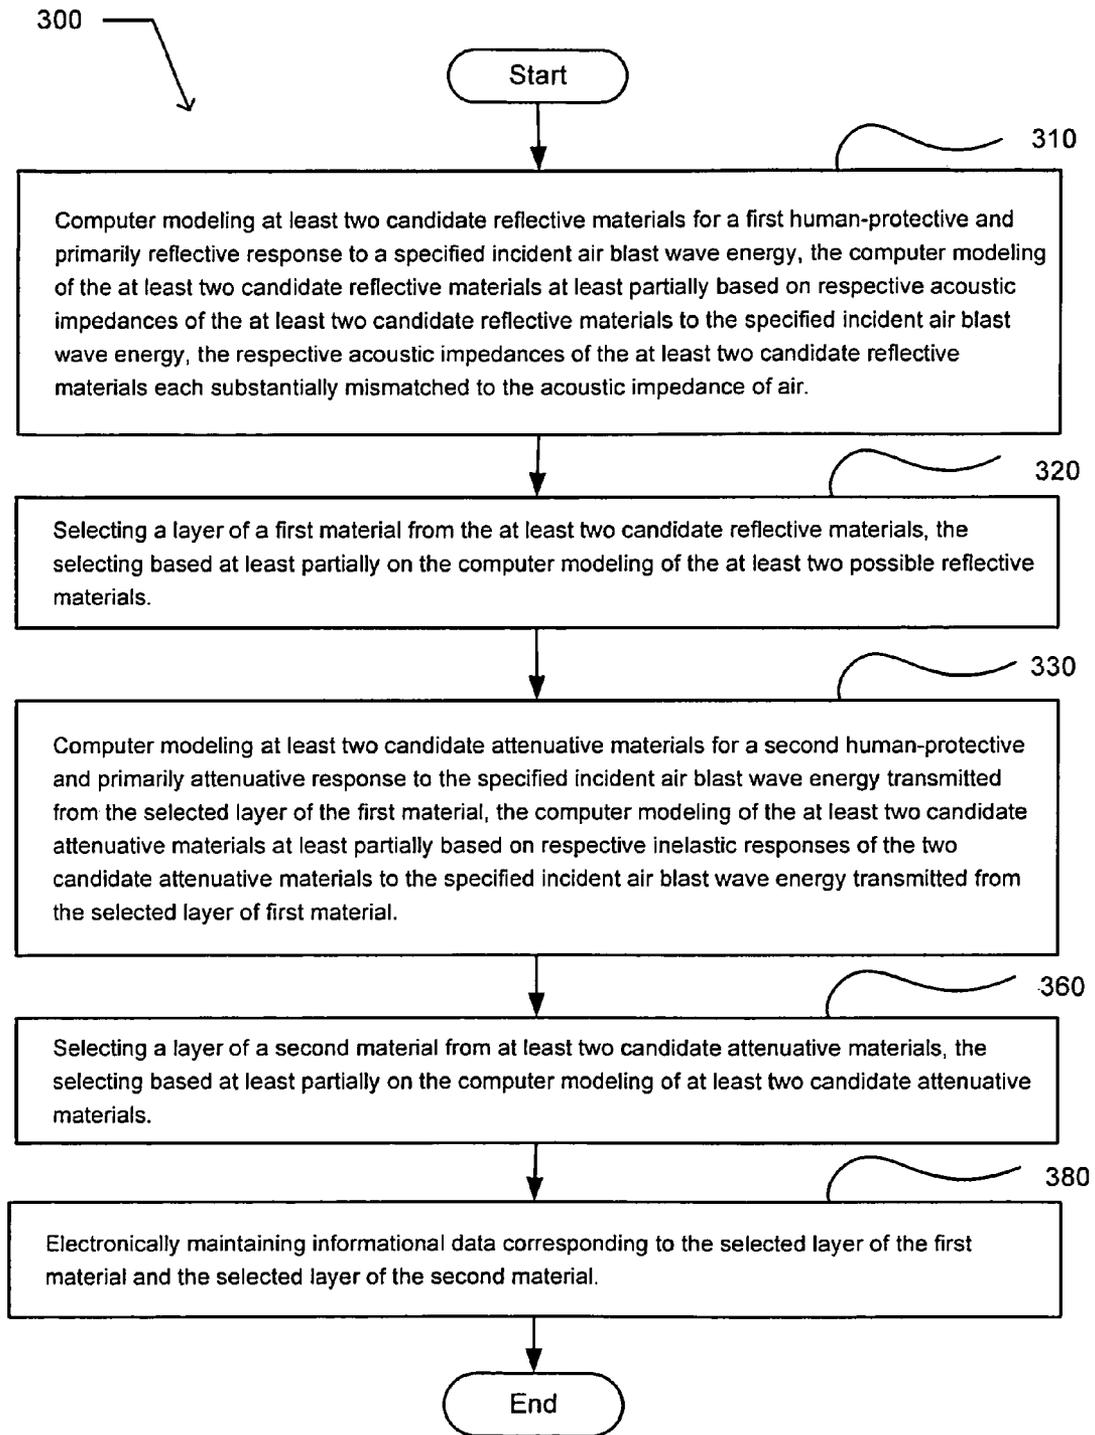 300
Start
310
Computer modeling at least two candidate reflective materials for a first human-protective and
primarily reflective response to a specified incident air blast wave energy, the computer modeling
of the at least two candidate reflective materials at least partially based on respective acoustic
impedances of the at least two candidate reflective materials to the specified incident air blast
wave energy, the respective acoustic impedances of the at least two candidate reflective
materials each substantially mismatched to the acoustic impedance of air.
320
Selecting a layer of a first material from the at least two candidate reflective materials, the
selecting based at least partially on the computer modeling of the at least two possible reflective
materials.
330
Computer modeling at least two candidate attenuative materials for a second human-protective
and primarily attenuative response to the specified incident air blast wave energy transmitted
from the selected layer of the first material, the computer modeling of the at least two candidate
attenuative materials at least partially based on respective inelastic responses of the two
candidate attenuative materials to the specified incident air blast wave energy transmitted from
the selected layer of first material.
360
Selecting a layer of a second material from at least two candidate attenuative materials, the
selecting based at least partially on the computer modeling of at least two candidate attenuative
materials.
380
Electronically maintaining informational data corresponding to the selected layer of the first
material and the selected layer of the second material.
End